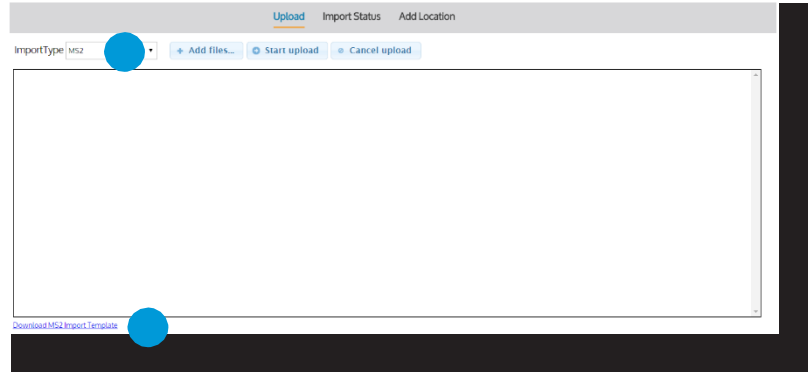 Upload Import Status Add Location
ImportType MS2 + Add files... Start upload Cancel upload
Download MS2 Import Template